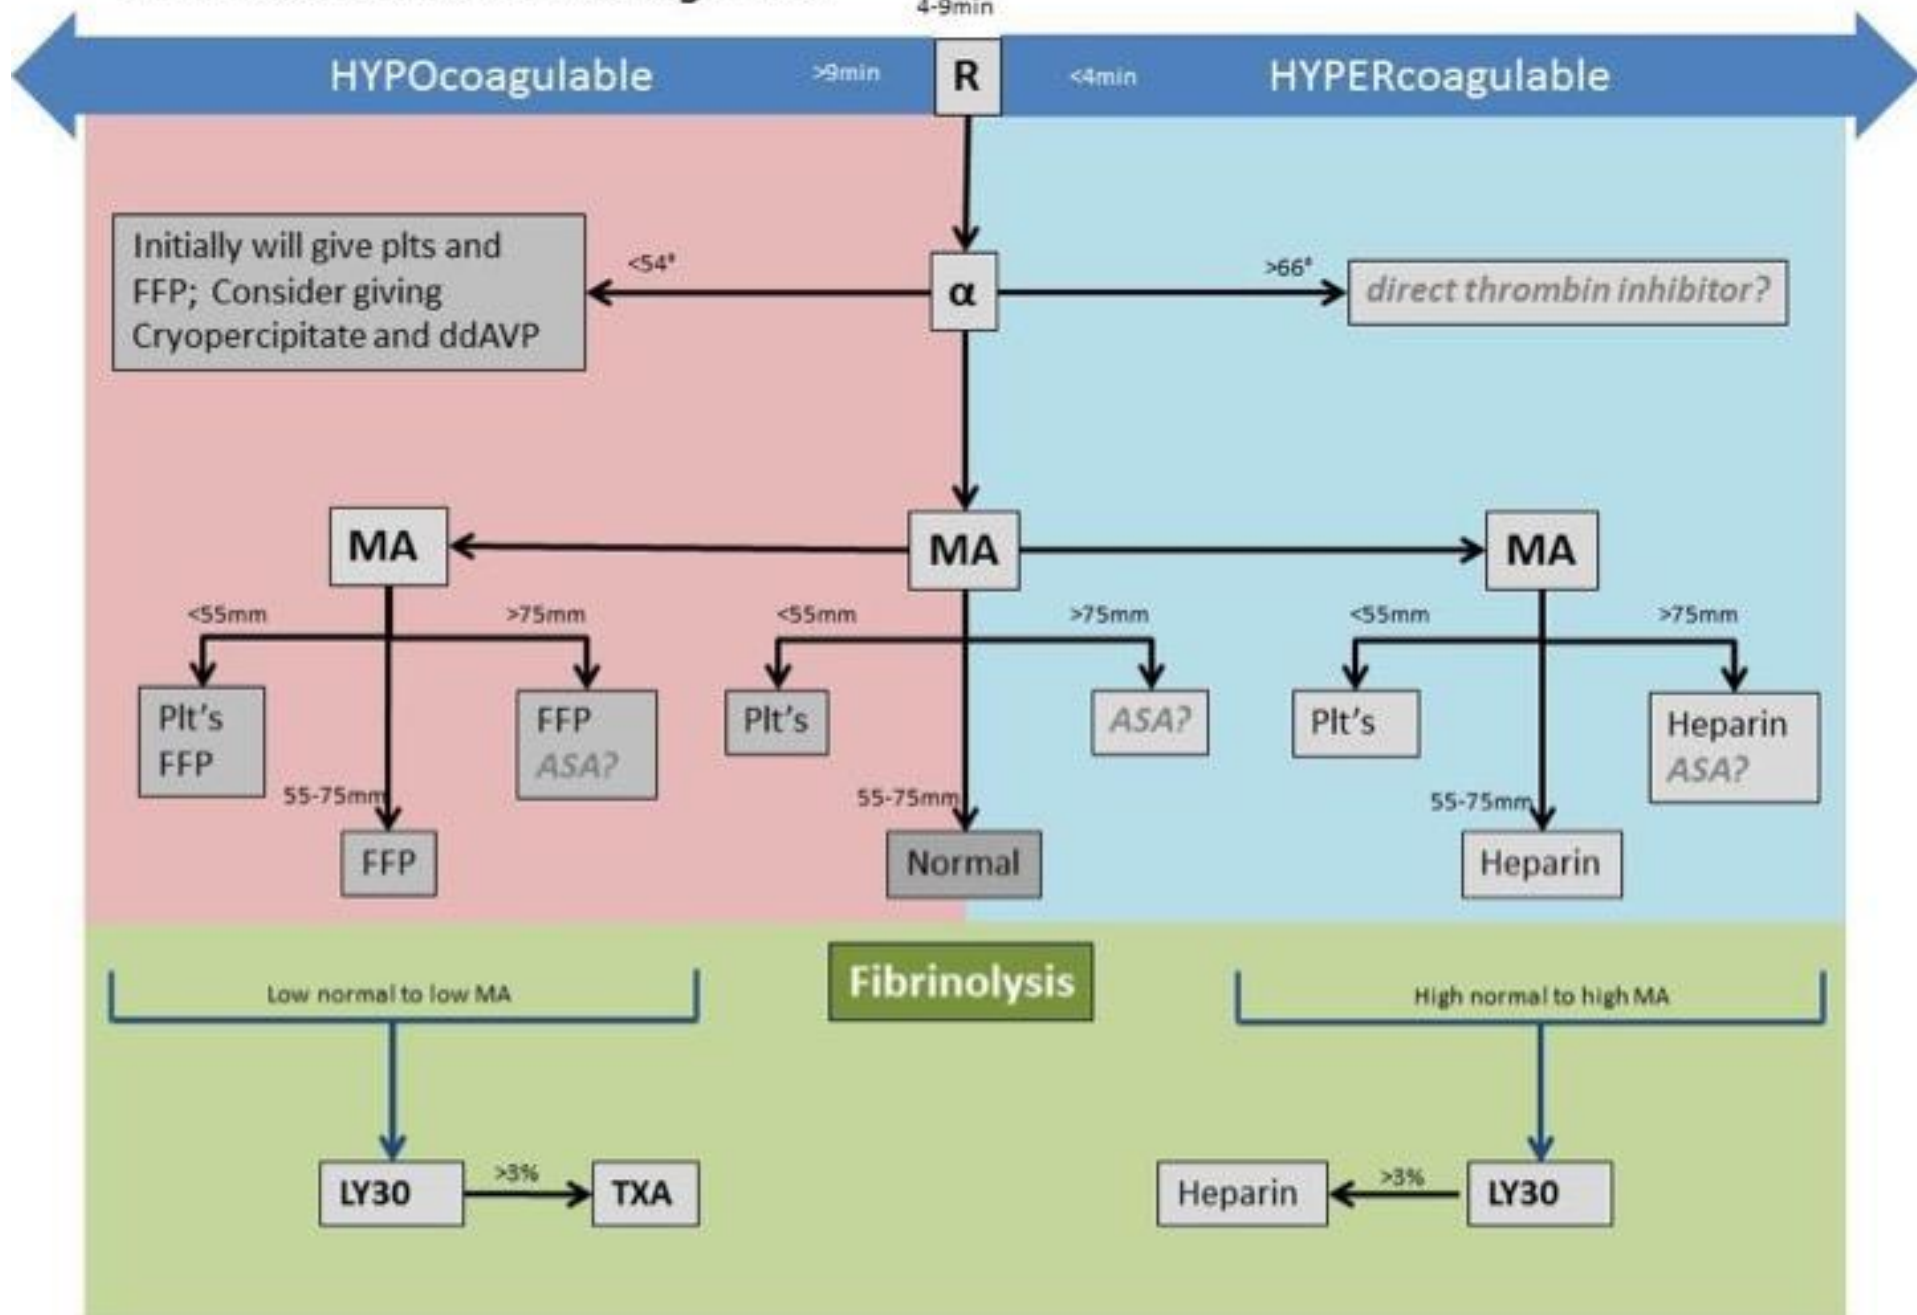 4-9min
HYPOcoagulable
>9min
R
<4min
HYPERcoagulable
Initially will give plts and
FFP; Consider giving
Cryopercipitate and ddAVP
<54°
α
>66°
direct thrombin inhibitor?
MA
MA
MA
<55mm
>75mm
<55mm
>75mm
<55mm
>75mm
Plt's
FFP
FFP
ASA?
Plt's
ASA?
Plt's
Heparin
ASA?
55-75mm
55-75mm
55-75mm
FFP
Normal
Heparin
Fibrinolysis
Low normal to low MA
High normal to high MA
LY30
>3%
TXA
Heparin
>3%
LY30